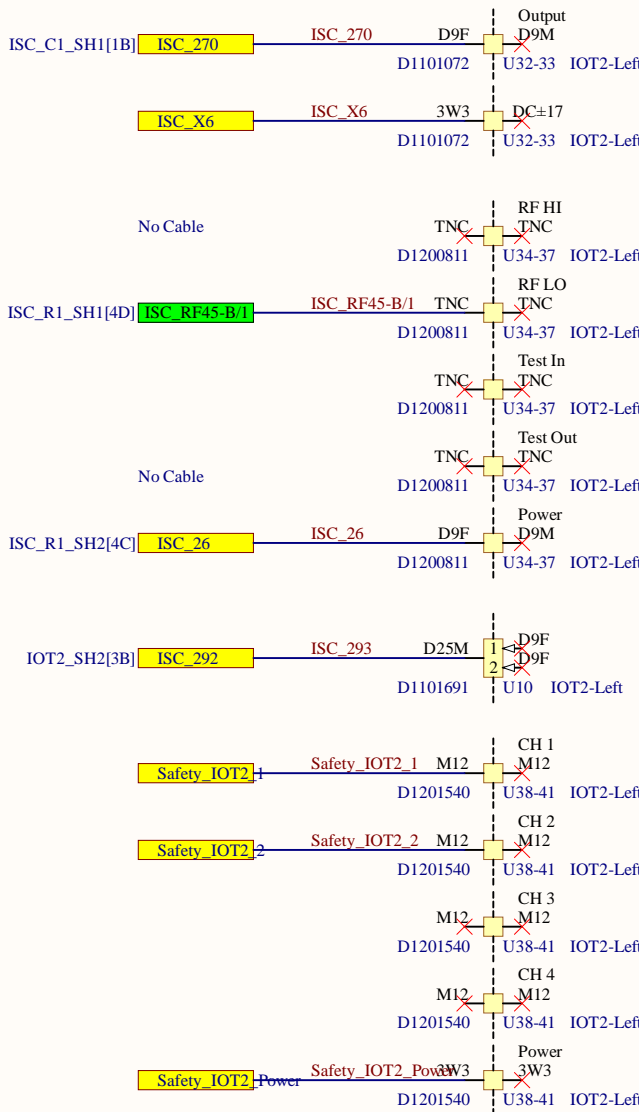 Output
ISC_C1_SH1[1B] ISC_270 ISC_270 D9F D9M
D1101072 U32-33 IOT2-Left
ISC_X6 ISC_X6 3W3 DC±17
D1101072 U32-33 IOT2-Left
RF HI
No Cable TNC TNC
D1200811 U34-37 IOT2-Left
RF LO
ISC_R1_SH1[4D] ISC_RF45-B/1 ISC_RF45-B/1 TNC TNC
D1200811 U34-37 IOT2-Left
Test In
TNC TNC
D1200811 U34-37 IOT2-Left
Test Out
TNC TNC
No Cable D1200811 U34-37 IOT2-Left
Power
ISC_R1_SH2[4C] ISC_26 ISC_26 D9F D9M
D1200811 U34-37 IOT2-Left
IOT2_SH2[3B] ISC_292 ISC_293 D25M 1 D9F
2 D9F
D1101691 U10 IOT2-Left
CH 1
Safety_IOT2_1 Safety_IOT2_1 M12 M12
D1201540 U38-41 IOT2-Left
CH 2
Safety_IOT2_2 Safety_IOT2_2 M12 M12
D1201540 U38-41 IOT2-Left
CH 3
M12 M12
D1201540 U38-41 IOT2-Left
CH 4
M12 M12
D1201540 U38-41 IOT2-Left
Power
Safety_IOT2_Power Safety_IOT2_Power 3W3 3W3
D1201540 U38-41 IOT2-Left